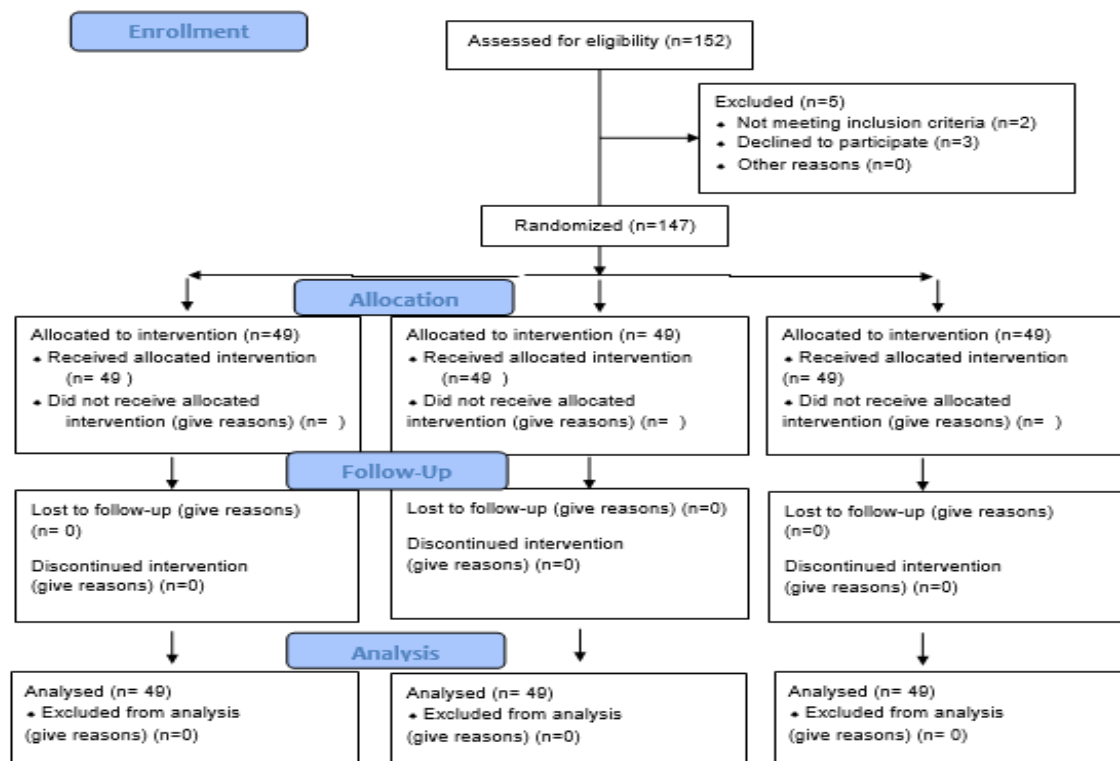 Enrollment
Assessed for eligibility (n=152)
Excluded (n=5)
✦ Not meeting inclusion criteria (n=2)
✦ Declined to participate (n=3)
✦ Other reasons (n=0)
Randomized (n=147)
Allocation
Allocated to intervention (n=49)
✦ Received allocated intervention
(n= 49 )
✦ Did not receive allocated
intervention (give reasons) (n=  )
Allocated to intervention (n= 49)
✦ Received allocated intervention
(n=49  )
✦ Did not receive allocated
intervention (give reasons) (n=  )
Allocated to intervention (n=49)
✦ Received allocated intervention
(n= 49)
✦ Did not receive allocated
intervention (give reasons) (n=  )
Follow-Up
Lost to follow-up (give reasons)
(n= 0)
Discontinued intervention
(give reasons) (n=0)
Lost to follow-up (give reasons) (n=0)
Discontinued intervention
(give reasons) (n=0)
Lost to follow-up (give reasons)
(n=0)
Discontinued intervention
(give reasons) (n=0)
Analysis
Analysed (n= 49)
✦ Excluded from analysis
(give reasons) (n=0)
Analysed (n= 49)
✦ Excluded from analysis
(give reasons) (n=0)
Analysed (n= 49)
✦ Excluded from analysis
(give reasons) (n= 0)